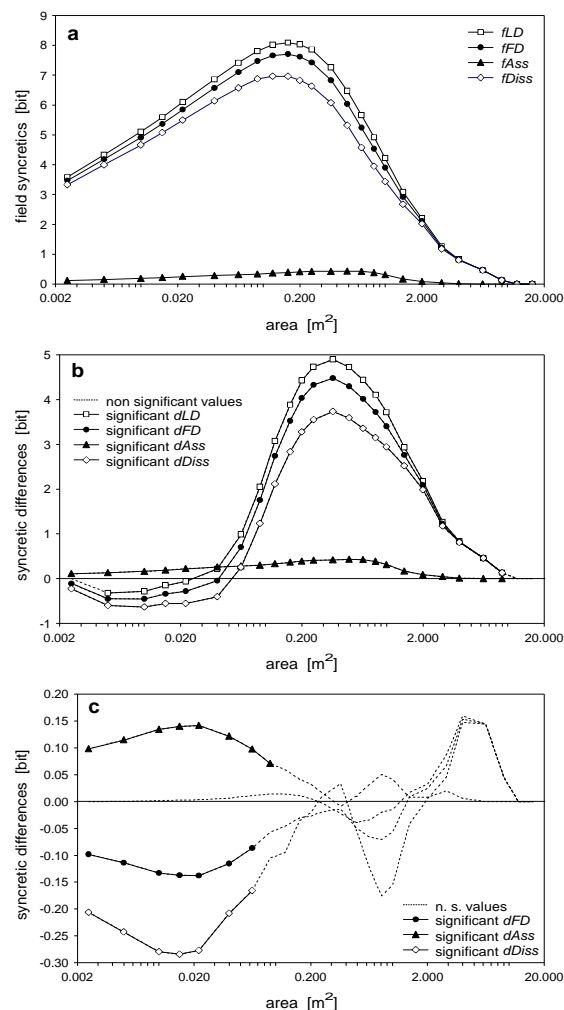 a
9
8
7
6
5
4
3
2
1
0
field syncretics [bit]
fLD
fFD
fAss
fDiss
0.002 0.020 0.200 2.000 20.000
area [m²]
b
5
4
3
2
1
0
-1
syncretic differences [bit]
non significant values
significant dLD
significant dFD
significant dAss
significant dDiss
0.002 0.020 0.200 2.000 20.000
area [m²]
c
0.20
0.15
0.10
0.05
0.00
-0.05
-0.10
-0.15
-0.20
-0.25
-0.30
syncretic differences [bit]
n. s. values
significant dFD
significant dAss
significant dDiss
0.002 0.020 0.200 2.000 20.000
area [m²]